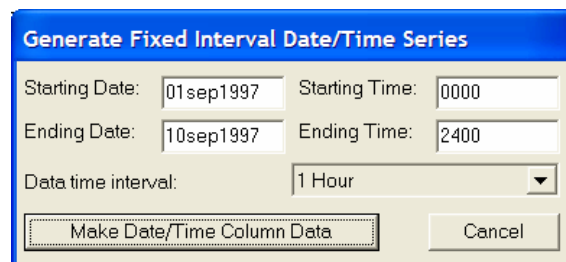 Generate Fixed Interval Date/Time Series
Starting Date: 01sep1997 Starting Time: 0000
Ending Date: 10sep1997 Ending Time: 2400
Data time interval: 1 Hour
Make Date/Time Column Data Cancel